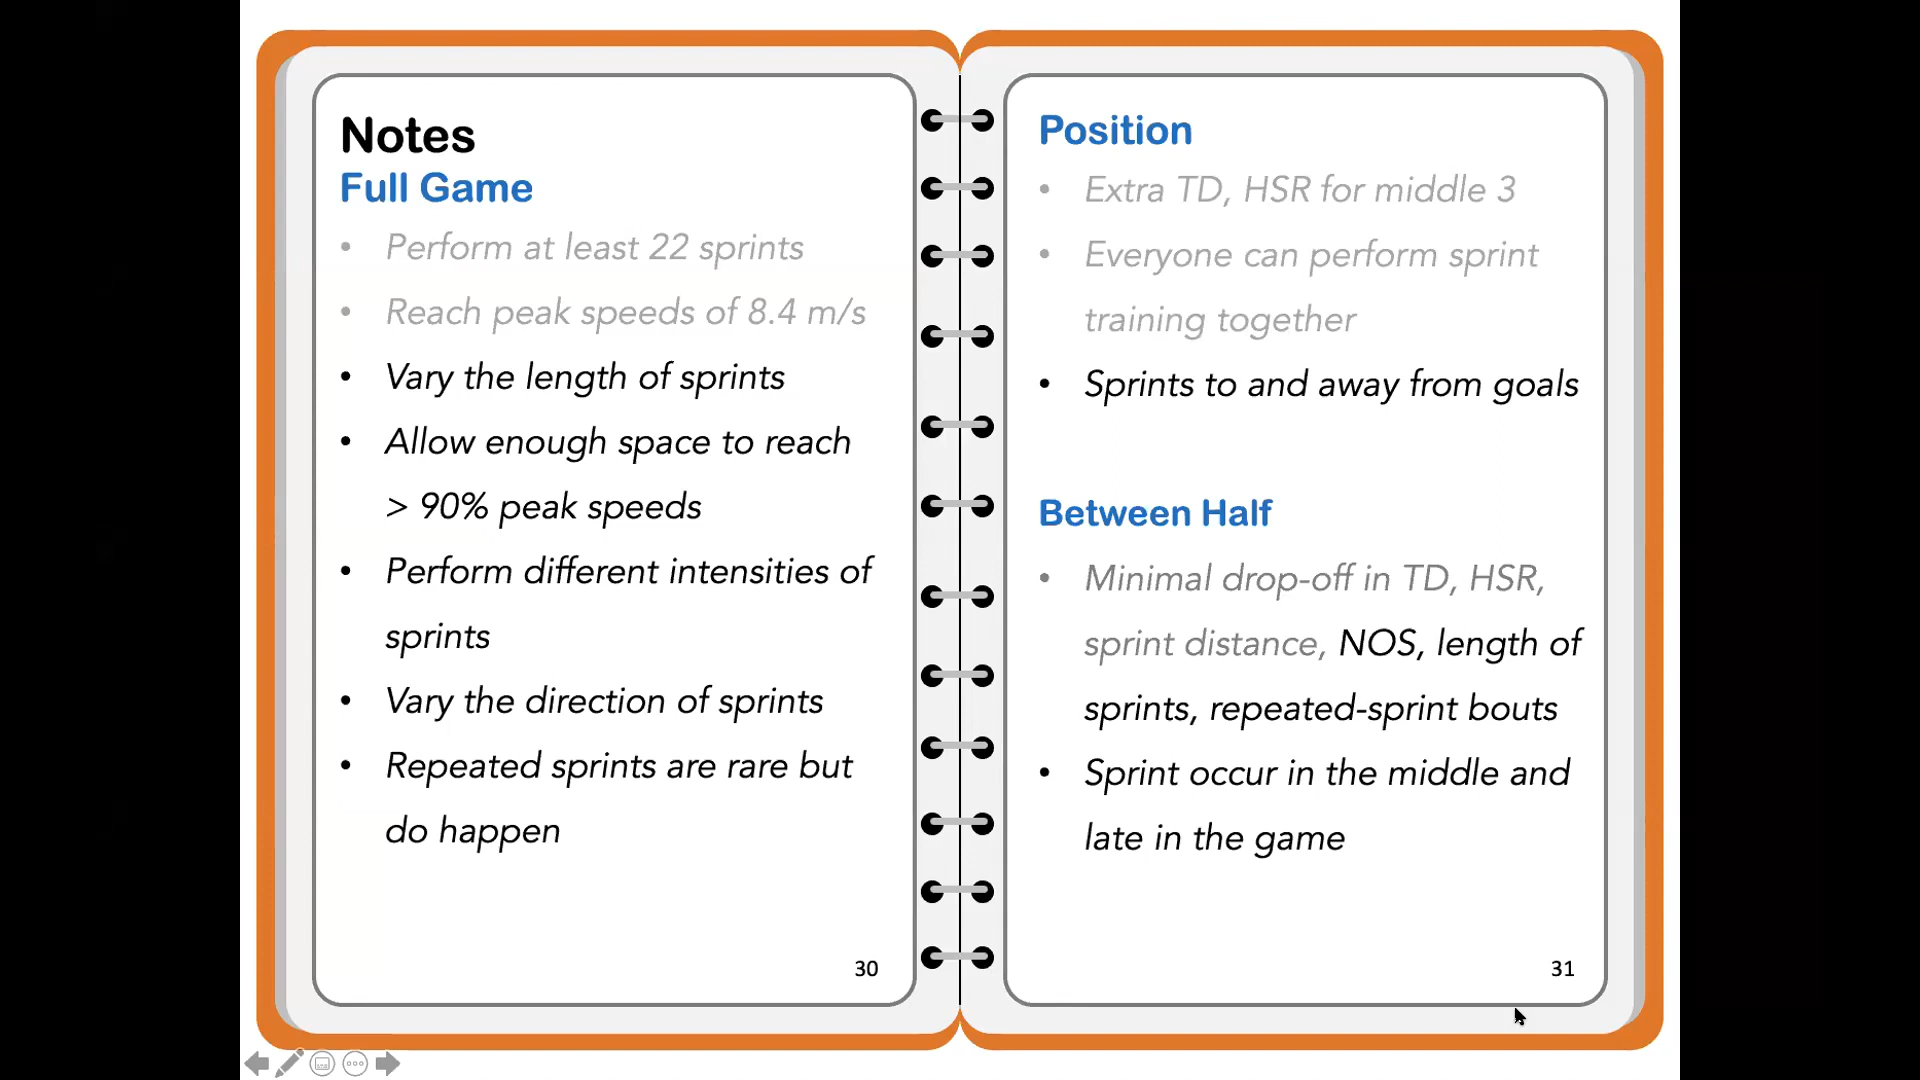 Notes
Full Game
• Perform at least 22 sprints
• Reach peak speeds of 8.4 m/s
• Vary the length of sprints
• Allow enough space to reach
> 90% peak speeds
• Perform different intensities of
sprints
• Vary the direction of sprints
• Repeated sprints are rare but
do happen
30
Position
• Extra TD, HSR for middle 3
• Everyone can perform sprint
training together
• Sprints to and away from goals
Between Half
• Minimal drop-off in TD, HSR,
sprint distance, NOS, length of
sprints, repeated-sprint bouts
• Sprint occur in the middle and
late in the game
31